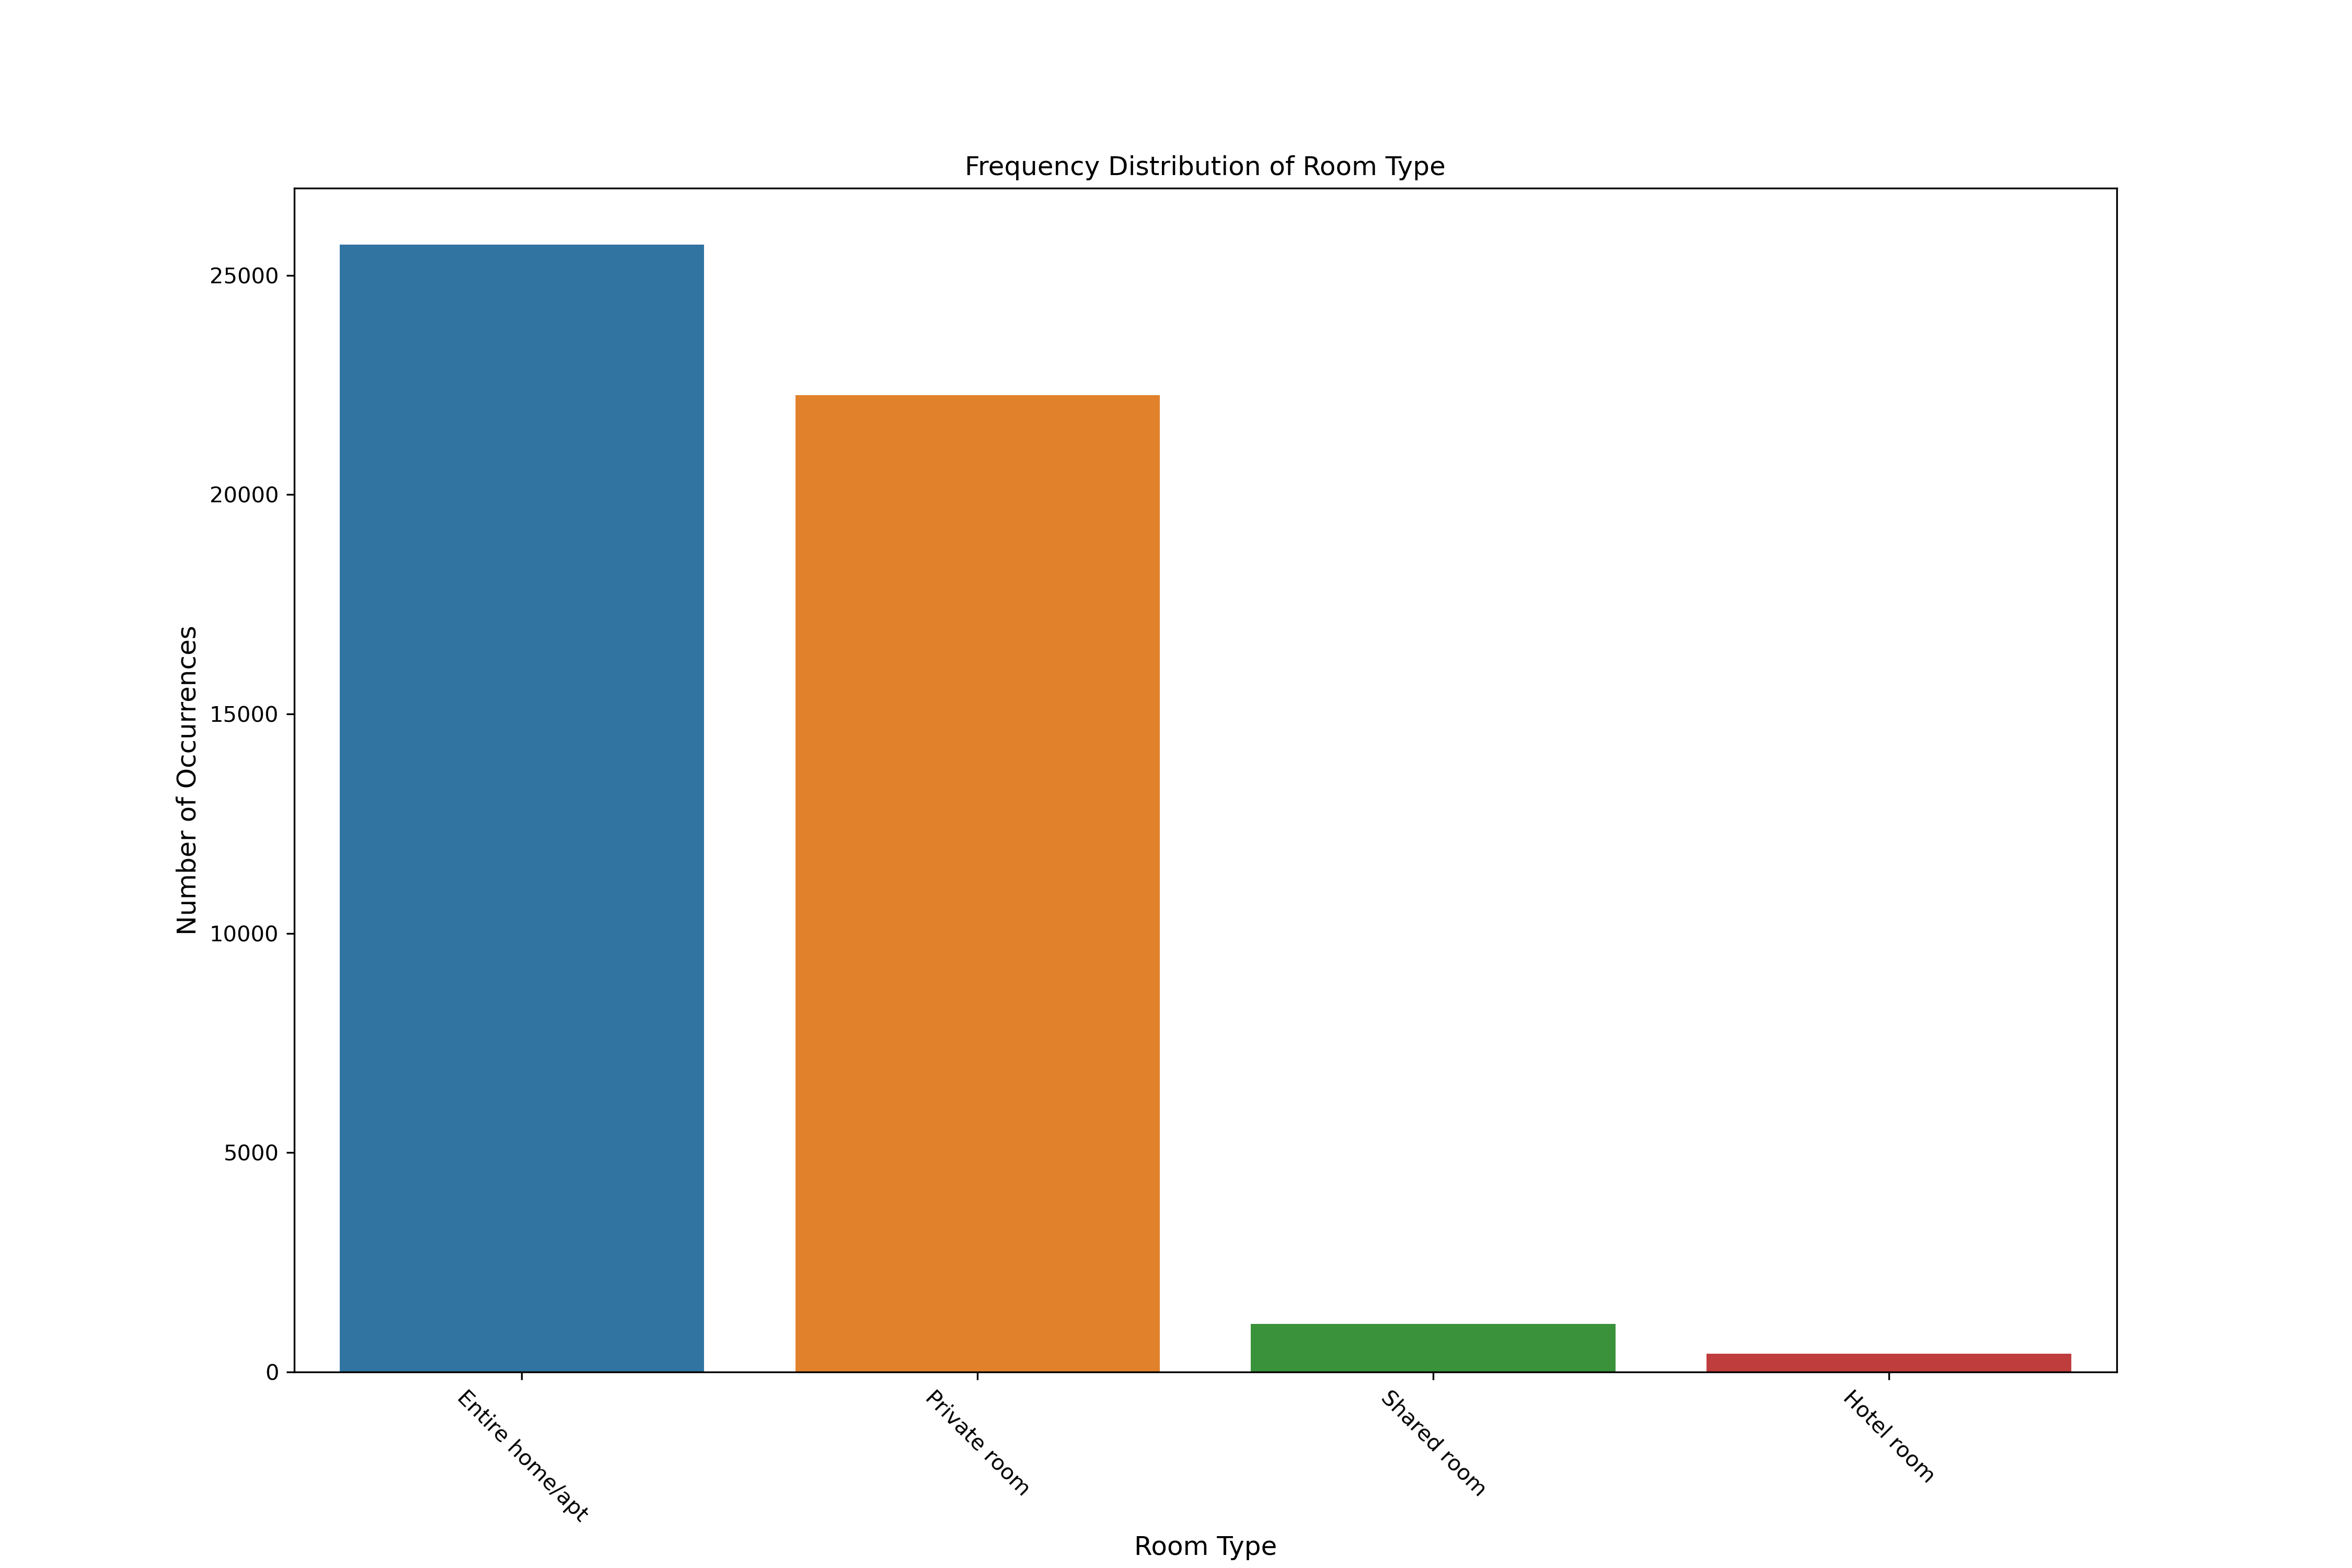 Frequency Distribution of Room Type
Number of Occurrences
25000
20000
15000
10000
5000
0
Entire home/apt
Private room
Shared room
Hotel room
Room Type